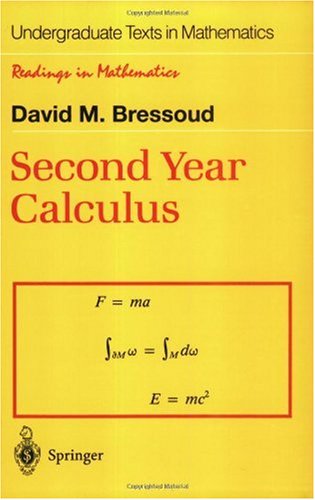 Undergraduate Texts in Mathematics
Readings in Mathematics
David M. Bressoud
Second Year
Calculus
F = ma
∫∂M ω = ∫M dω
E = mc²
Springer